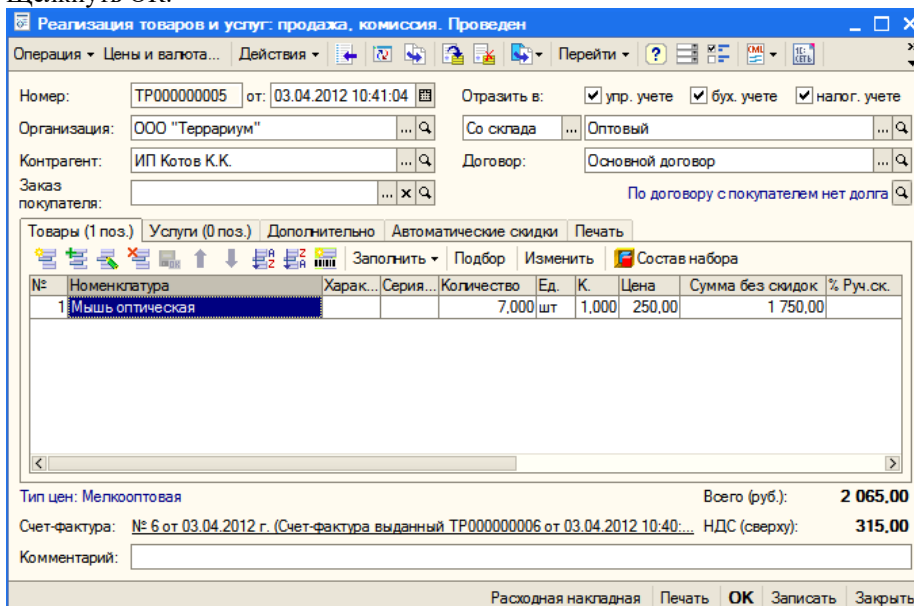 Щелкнуть ОК.
Реализация товаров и услуг: продажа, комиссия. Проведен
Операция Цены и валюта... Действия Перейти
Номер: ТР000000005 от: 03.04.2012 10:41:04 Отразить в: упр. учете бух. учете налог. учете
Организация: ООО "Террариум" ... Со склада ... Оптовый ...
Контрагент: ИП Котов К.К. ... Договор: Основной договор ...
Заказ покупателя: ... x По договору с покупателем нет долга
Товары (1 поз.) Услуги (0 поз.) Дополнительно Автоматические скидки Печать
Заполнить Подбор Изменить Состав набора
№ Номенклатура Харак... Серия... Количество Ед. К. Цена Сумма без скидок % Руч.ск.
1 Мышь оптическая 7,000 шт 1,000 250,00 1 750,00
Тип цен: Мелкооптовая Всего (руб.): 2 065,00
Счет-фактура: № 6 от 03.04.2012 г. (Счет-фактура выданный ТР000000006 от 03.04.2012 10:40:... НДС (сверху): 315,00
Комментарий:
Расходная накладная Печать OK Записать Закрыть